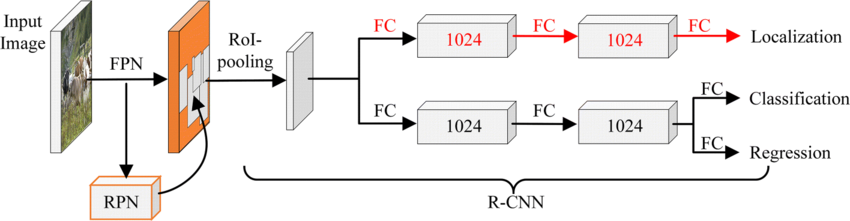 Input
Image
FPN
RPN
RoI-
pooling
FC
1024
FC
1024
FC
Localization
FC
1024
FC
1024
FC
Classification
FC
Regression
R-CNN